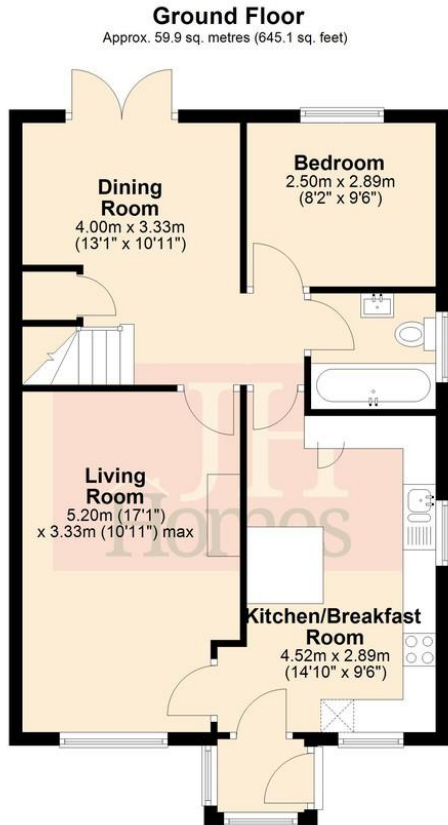 Ground Floor
Approx. 59.9 sq. metres (645.1 sq. feet)
Dining
Room
4.00m x 3.33m
(13'1" x 10'11")
Bedroom
2.50m x 2.89m
(8'2" x 9'6")
Living
Room
5.20m (17'1")
x 3.33m (10'11") max
JH
Homes
Kitchen/Breakfast
Room
4.52m x 2.89m
(14'10" x 9'6")